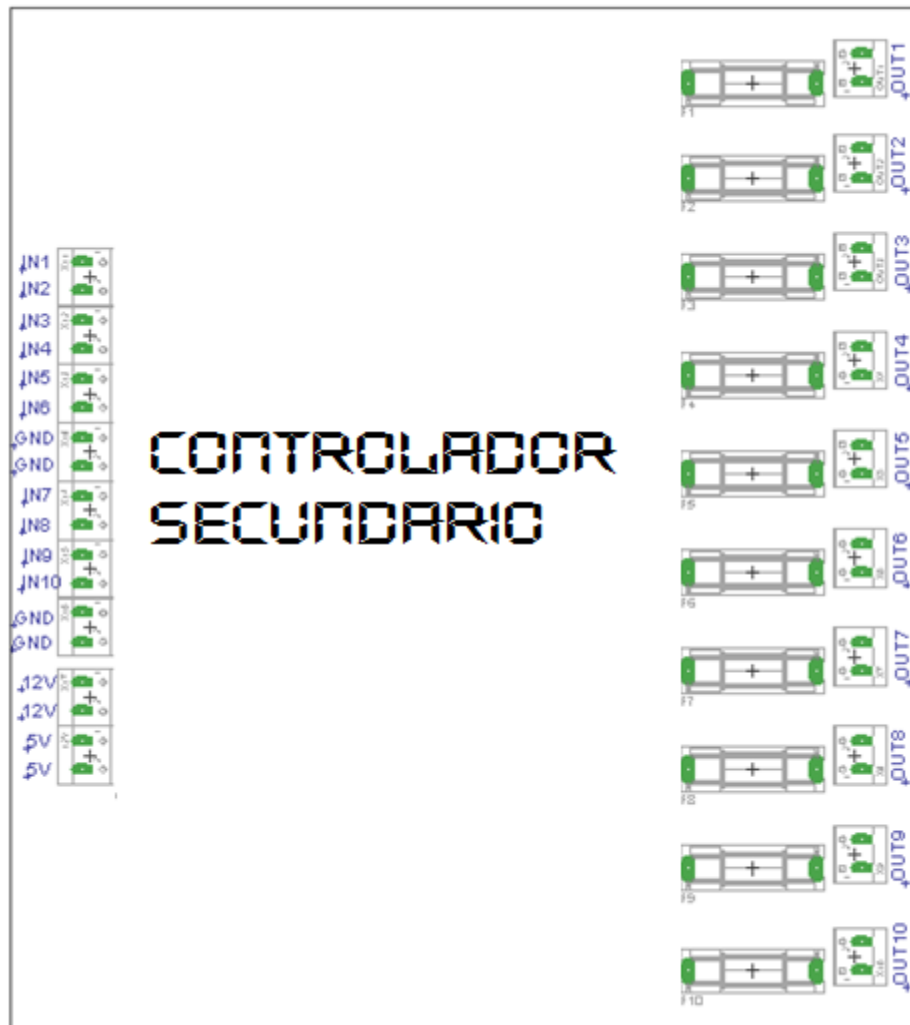 IN1
IN2
IN3
IN4
IN5
IN6
GND
GND
IN7
IN8
IN9
IN10
GND
GND
12V
12V
5V
5V
CONTROLADOR
SECUNDARIO
F1
OUT1
F2
OUT2
F3
OUT3
F4
OUT4
F5
OUT5
F6
OUT6
F7
OUT7
F8
OUT8
F9
OUT9
F10
OUT10